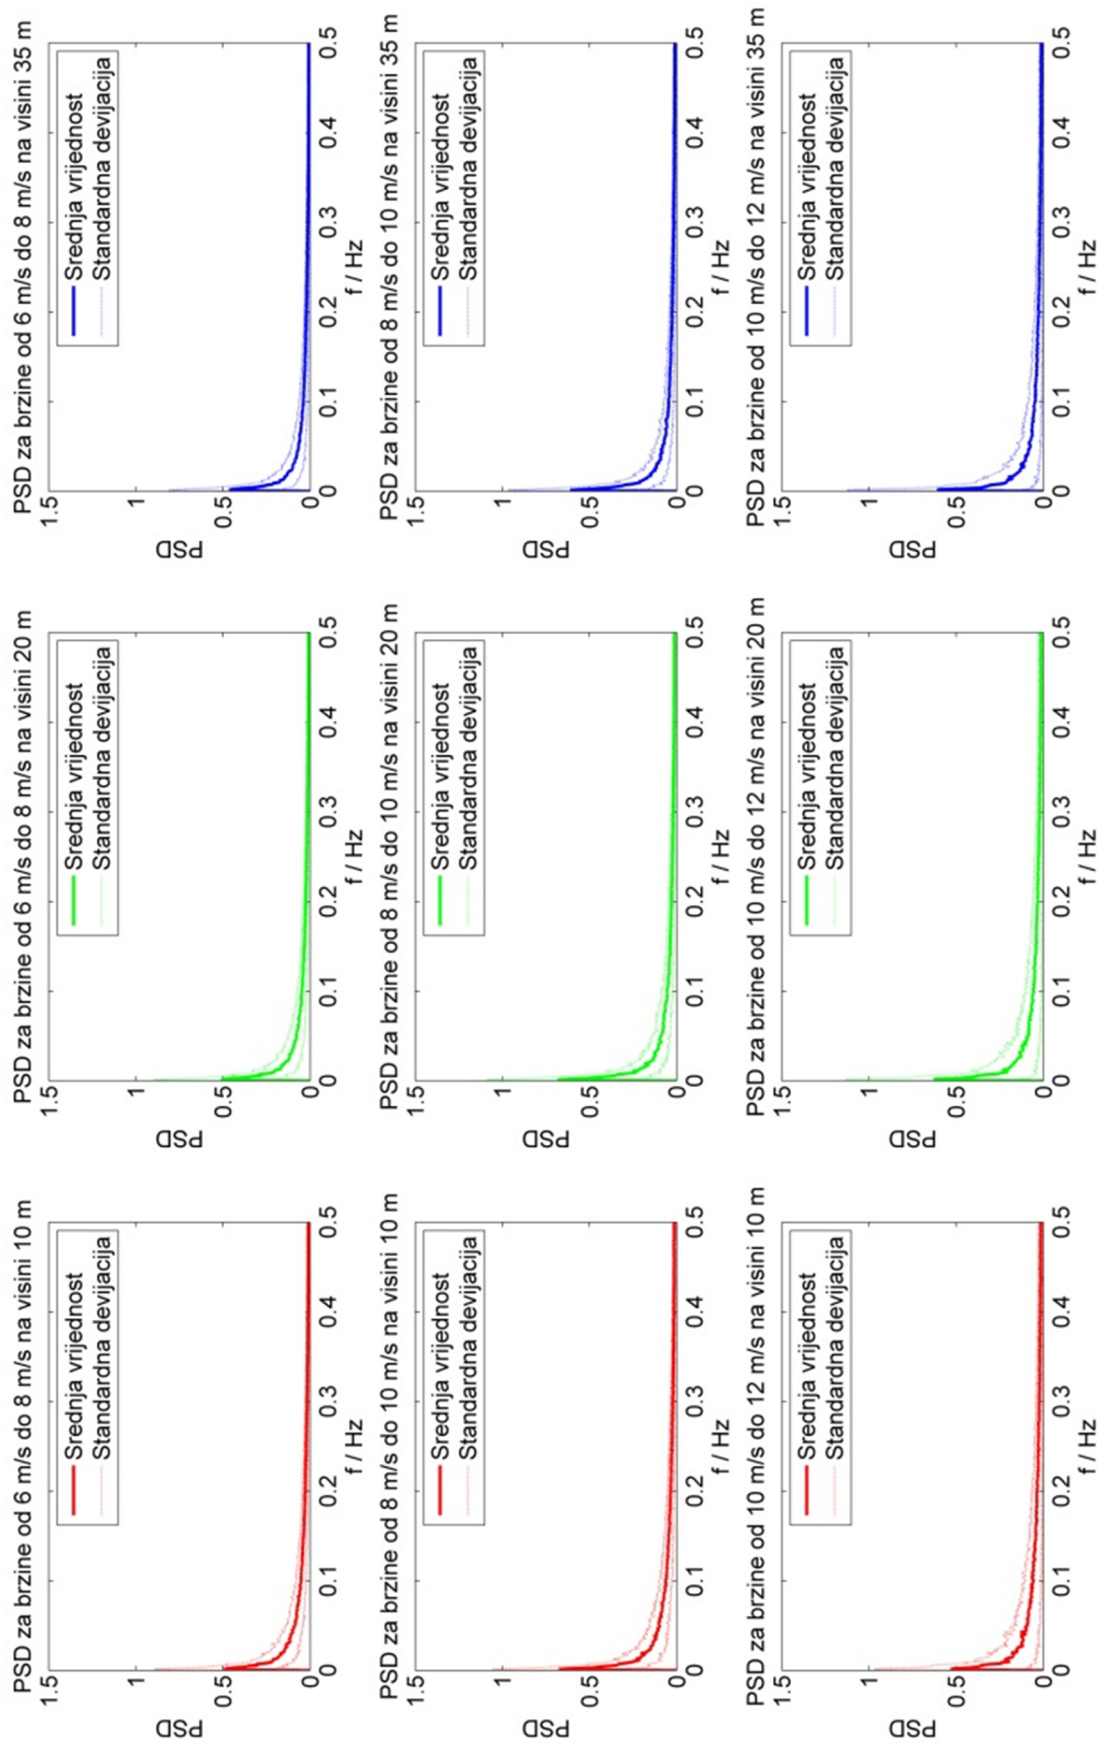 PSD za brzine od 6 m/s do 8 m/s na visini 10 m
PSD
1.5
1
0.5
0
Srednja vrijednost
Standardna devijacija
0 0.1 0.2 0.3 0.4 0.5
f / Hz
PSD za brzine od 6 m/s do 8 m/s na visini 20 m
PSD
1.5
1
0.5
0
Srednja vrijednost
Standardna devijacija
0 0.1 0.2 0.3 0.4 0.5
f / Hz
PSD za brzine od 6 m/s do 8 m/s na visini 35 m
PSD
1.5
1
0.5
0
Srednja vrijednost
Standardna devijacija
0 0.1 0.2 0.3 0.4 0.5
f / Hz
PSD za brzine od 8 m/s do 10 m/s na visini 10 m
PSD
1.5
1
0.5
0
Srednja vrijednost
Standardna devijacija
0 0.1 0.2 0.3 0.4 0.5
f / Hz
PSD za brzine od 8 m/s do 10 m/s na visini 20 m
PSD
1.5
1
0.5
0
Srednja vrijednost
Standardna devijacija
0 0.1 0.2 0.3 0.4 0.5
f / Hz
PSD za brzine od 8 m/s do 10 m/s na visini 35 m
PSD
1.5
1
0.5
0
Srednja vrijednost
Standardna devijacija
0 0.1 0.2 0.3 0.4 0.5
f / Hz
PSD za brzine od 10 m/s do 12 m/s na visini 10 m
PSD
1.5
1
0.5
0
Srednja vrijednost
Standardna devijacija
0 0.1 0.2 0.3 0.4 0.5
f / Hz
PSD za brzine od 10 m/s do 12 m/s na visini 20 m
PSD
1.5
1
0.5
0
Srednja vrijednost
Standardna devijacija
0 0.1 0.2 0.3 0.4 0.5
f / Hz
PSD za brzine od 10 m/s do 12 m/s na visini 35 m
PSD
1.5
1
0.5
0
Srednja vrijednost
Standardna devijacija
0 0.1 0.2 0.3 0.4 0.5
f / Hz